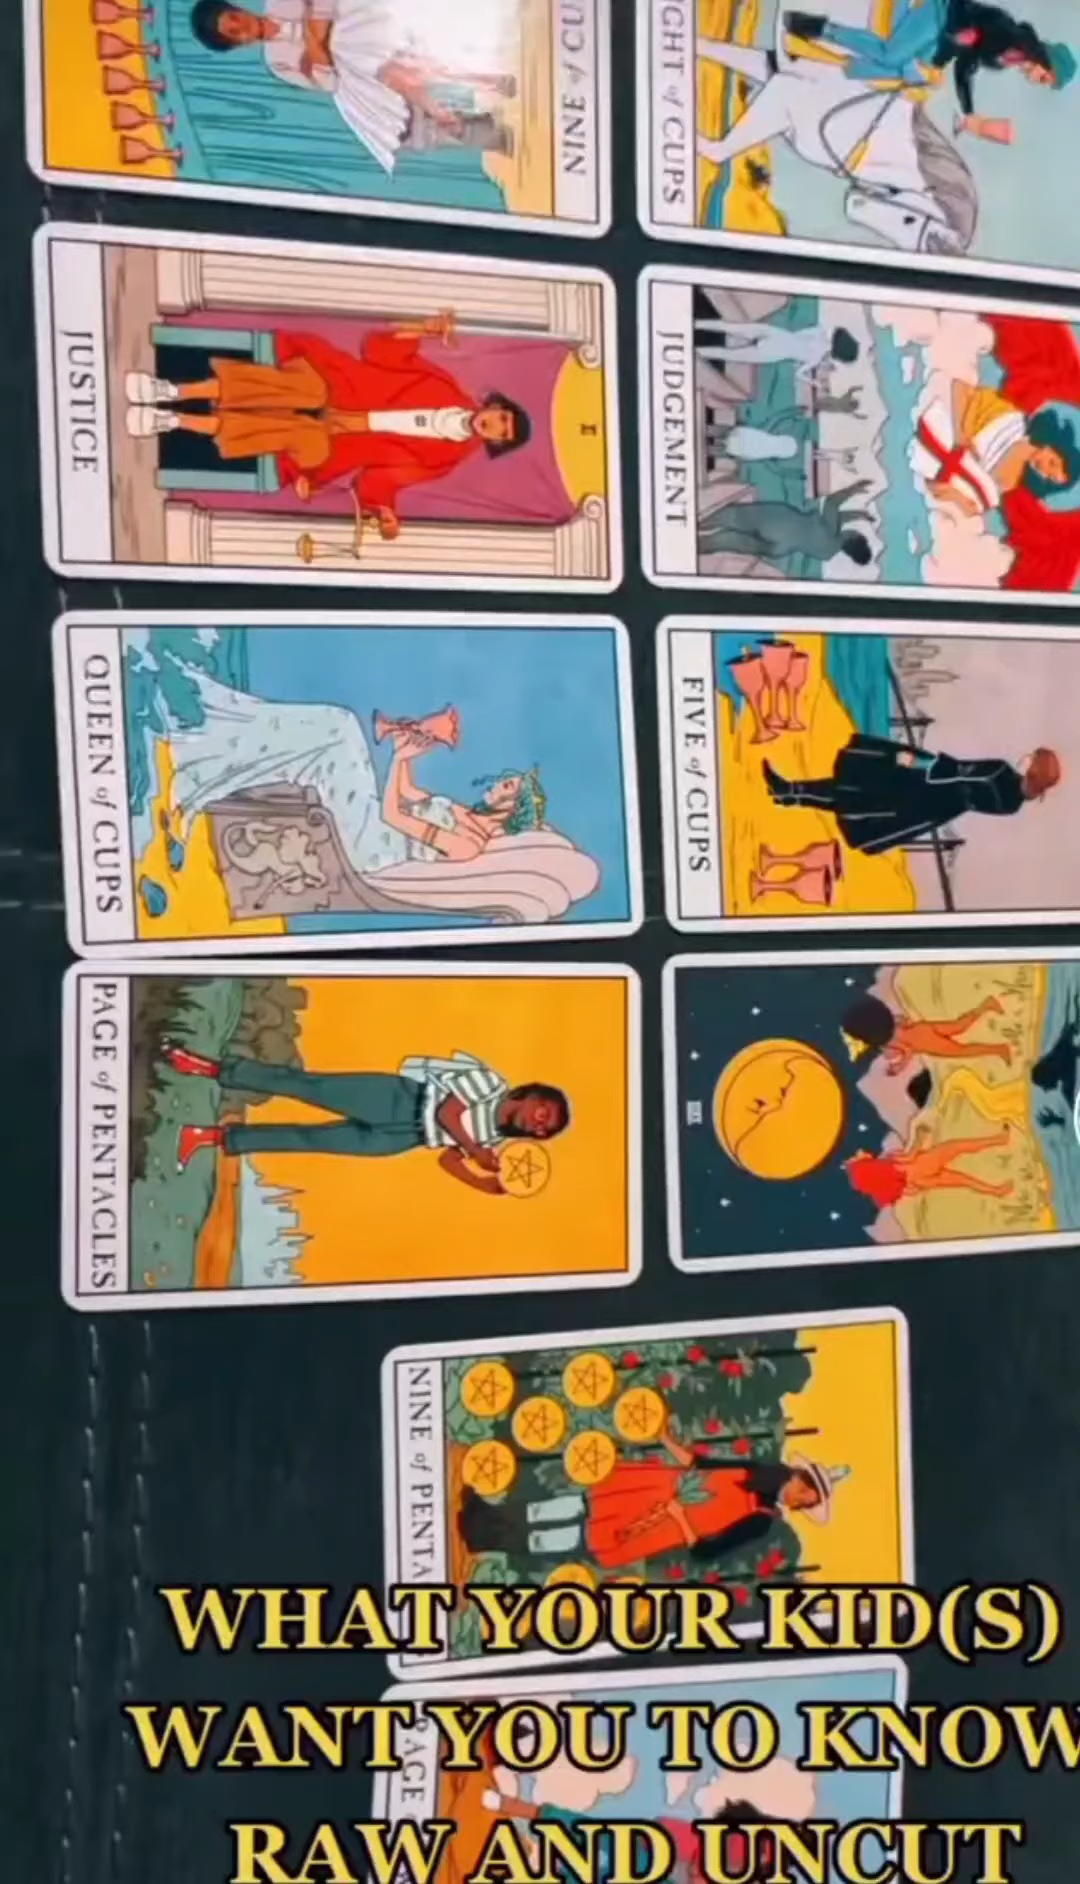 NINE of CU
IGHT of CUPS
JUSTICE
JUDGEMENT
QUEEN of CUPS
FIVE of CUPS
PAGE of PENTACLES
NINE of PENTA
PAGE
WHAT YOUR KID(S)
WANT YOU TO KNOW
RAW AND UNCUT